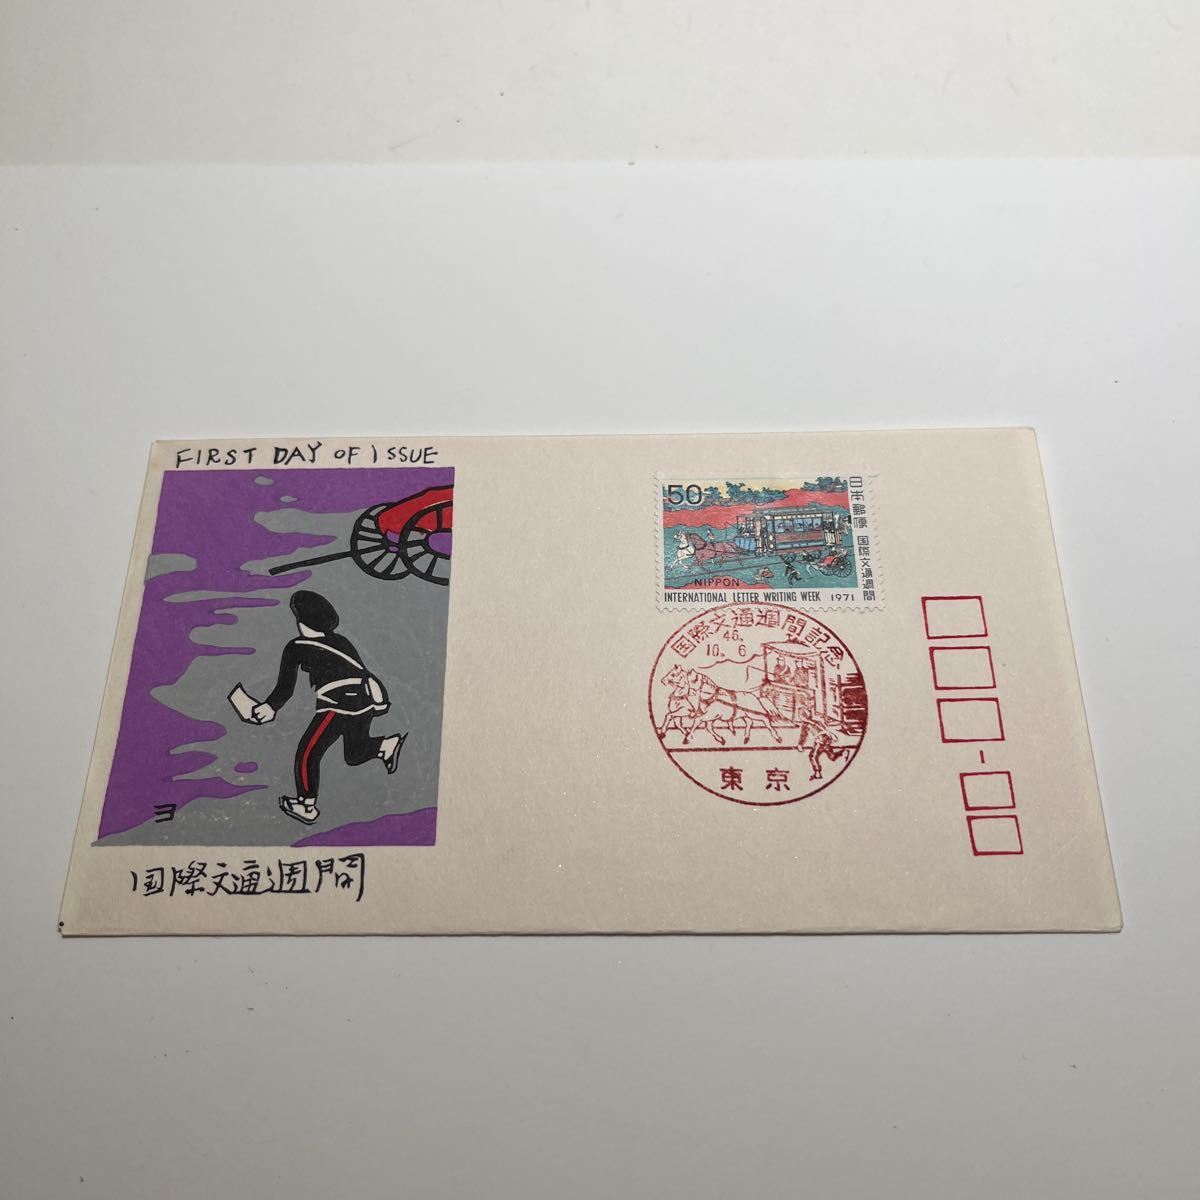 FIRST DAY OF ISSUE
ヨ
国際文通週間
50
日本郵便 国際文通週間
NIPPON
INTERNATIONAL LETTER WRITING WEEK 1971
国際文通週間記念
46.
10.6
東京